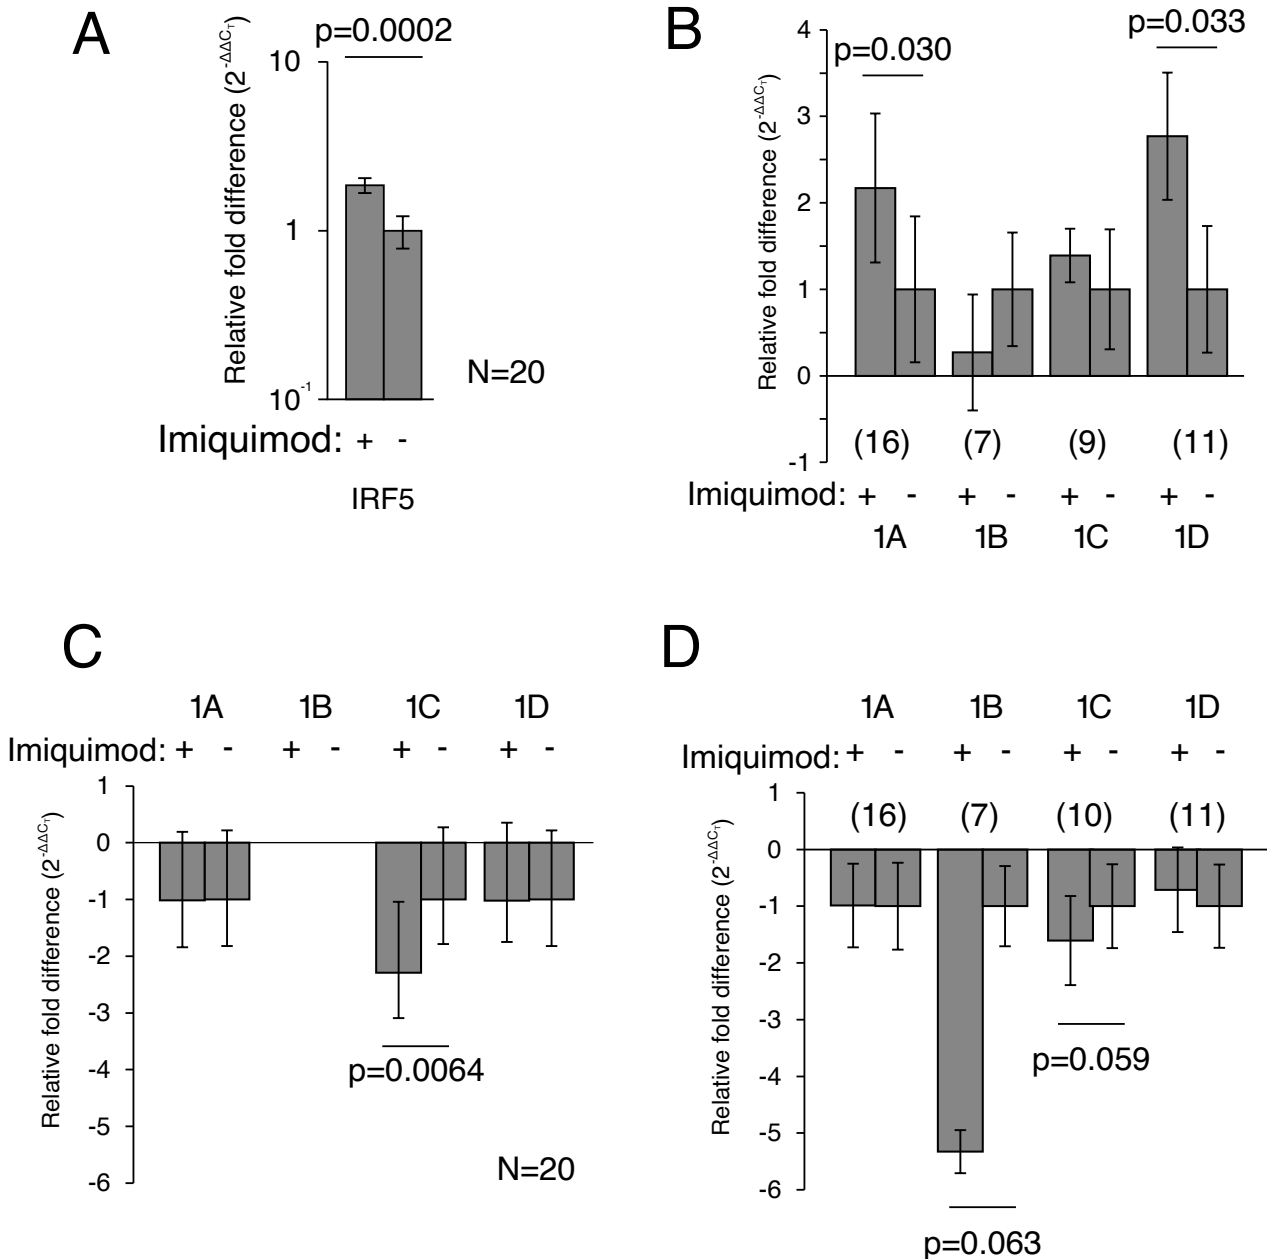 A
p=0.0002
Relative fold difference (2^-ΔΔC_T)
10
1
10^-1
N=20
Imiquimod: + -
IRF5
B
p=0.030
p=0.033
Relative fold difference (2^-ΔΔC_T)
4
3
2
1
0
-1
(16) (7) (9) (11)
Imiquimod: + - + - + - + -
1A 1B 1C 1D
C
1A 1B 1C 1D
Imiquimod: + - + - + - + -
Relative fold difference (2^-ΔΔC_T)
1
0
-1
-2
-3
-4
-5
-6
p=0.0064
N=20
D
1A 1B 1C 1D
Imiquimod: + - + - + - + -
(16) (7) (10) (11)
Relative fold difference (2^-ΔΔC_T)
1
0
-1
-2
-3
-4
-5
-6
p=0.059
p=0.063